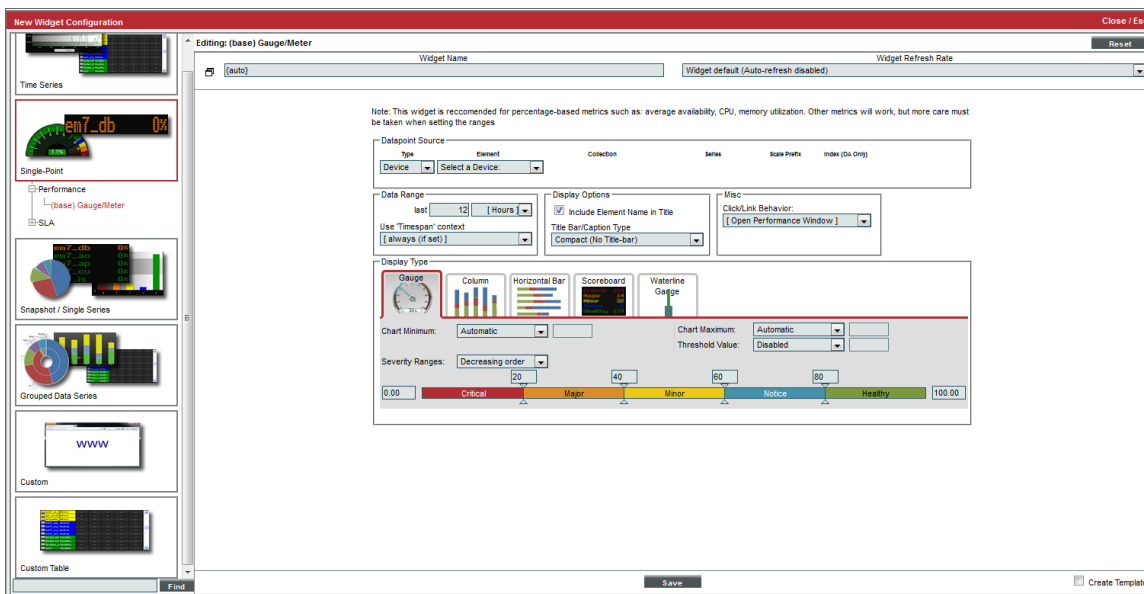 New Widget Configuration
Close / Esc
Time Series
em7_db 0%
1.1%
Single-Point
Performance
(base) Gauge/Meter
SLA
em7_db 0%
Snapshot / Single Series
Grouped Data Series
www
Custom
Custom Table
Find
Editing: (base) Gauge/Meter
Reset
Widget Name
Widget Refresh Rate
{auto}
Widget default (Auto-refresh disabled)
Note: This widget is reccomended for percentage-based metrics such as: average availability, CPU, memory utilization. Other metrics will work, but more care must
be taken when setting the ranges
Datapoint Source
Type Element Collection Series Scale Prefix Index (DA Only)
Device Select a Device:
Data Range
last 12 [ Hours ]
Use 'Timespan' context
[ always (if set) ]
Display Options
Include Element Name in Title
Title Bar/Caption Type
Compact (No Title-bar)
Misc
Click/Link Behavior:
[ Open Performance Window ]
Display Type
Gauge
Column
Horizontal Bar
Scoreboard
Waterline
Gauge
Major
Minor
Chart Minimum: Automatic
Chart Maximum: Automatic
Threshold Value: Disabled
Severity Ranges: Decreasing order
20 40 60 80
0.00 Critical Major Minor Notice Healthy 100.00
Save
Create Template